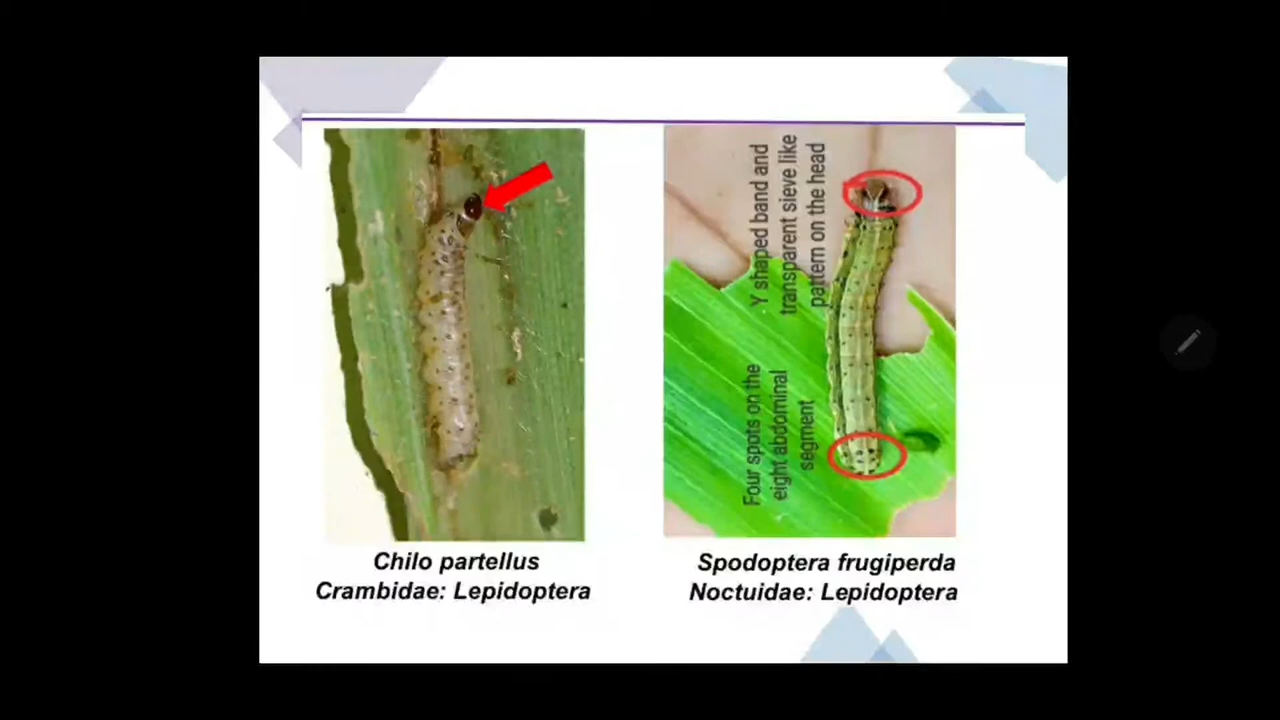 Y shaped band and
transparent sieve like
pattern on the head
Four spots on the
eight abdominal
segment
Chilo partellus
Crambidae: Lepidoptera
Spodoptera frugiperda
Noctuidae: Lepidoptera